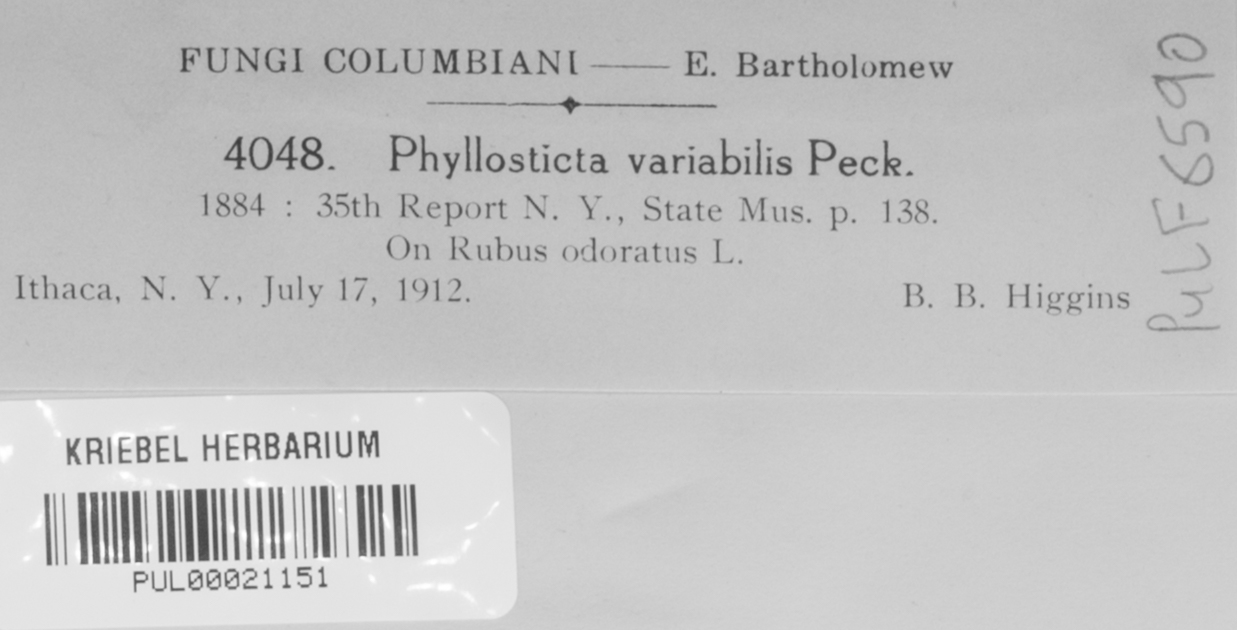 FUNGI COLUMBIANI —— E. Bartholomew
4048. Phyllosticta variabilis Peck.
1884 : 35th Report N. Y., State Mus. p. 138.
On Rubus odoratus L.
Ithaca, N. Y., July 17, 1912. B. B. Higgins
PuLF6590
KRIEBEL HERBARIUM
PUL00021151